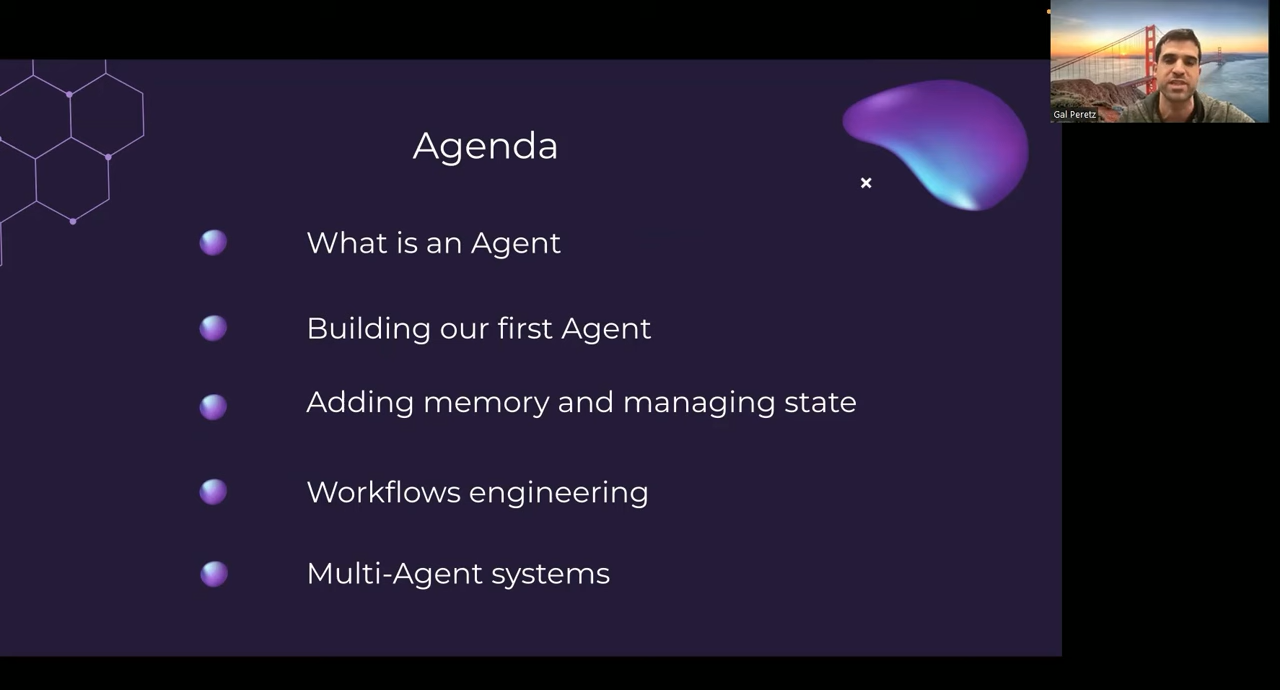 Agenda
What is an Agent
Building our first Agent
Adding memory and managing state
Workflows engineering
Multi-Agent systems
Gal Peretz